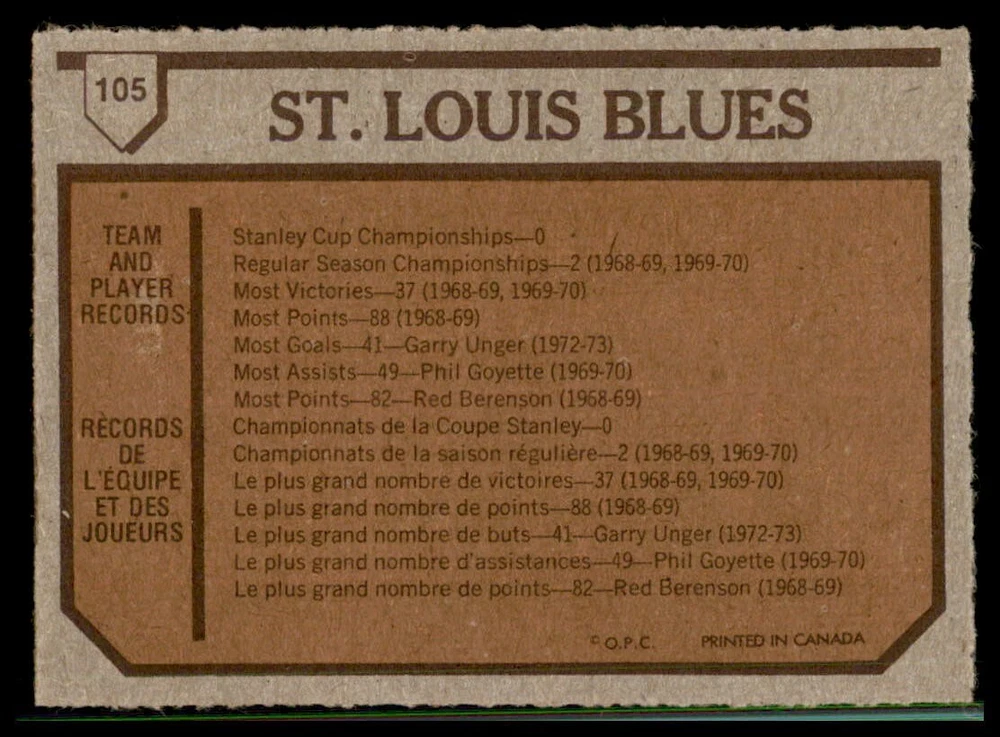 105
ST. LOUIS BLUES
TEAM
AND
PLAYER
RECORDS
Stanley Cup Championships—0
Regular Season Championships—2 (1968-69, 1969-70)
Most Victories—37 (1968-69, 1969-70)
Most Points—88 (1968-69)
Most Goals—41—Garry Unger (1972-73)
Most Assists—49—Phil Goyette (1969-70)
Most Points—82—Red Berenson (1968-69)
RÈCORDS
DE
L'ÉQUIPE
ET DES
JOUEURS
Championnats de la Coupe Stanley—0
Championnats de la saison régulière—2 (1968-69, 1969-70)
Le plus grand nombre de victoires—37 (1968-69, 1969-70)
Le plus grand nombre de points—88 (1968-69)
Le plus grand nombre de buts—41—Garry Unger (1972-73)
Le plus grand nombre d'assistances—49—Phil Goyette (1969-70)
Le plus grand nombre de points—82—Red Berenson (1968-69)
© O.P.C. PRINTED IN CANADA